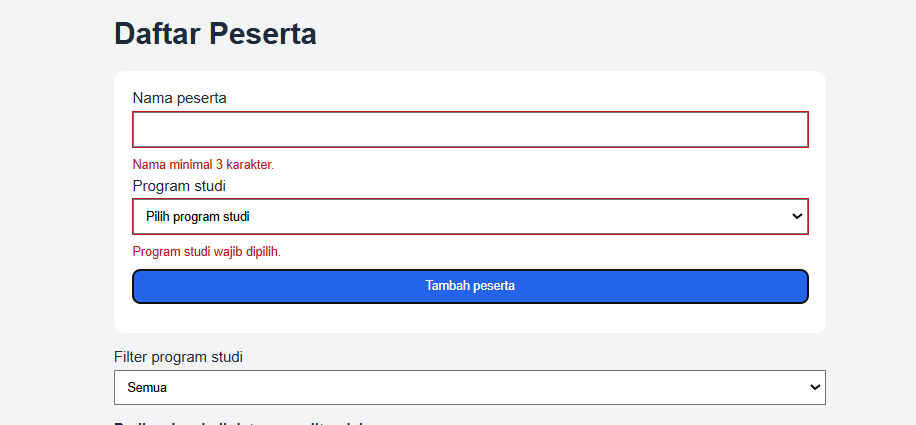 Daftar Peserta
Nama peserta
Nama minimal 3 karakter.
Program studi
Pilih program studi
Program studi wajib dipilih.
Tambah peserta
Filter program studi
Semua